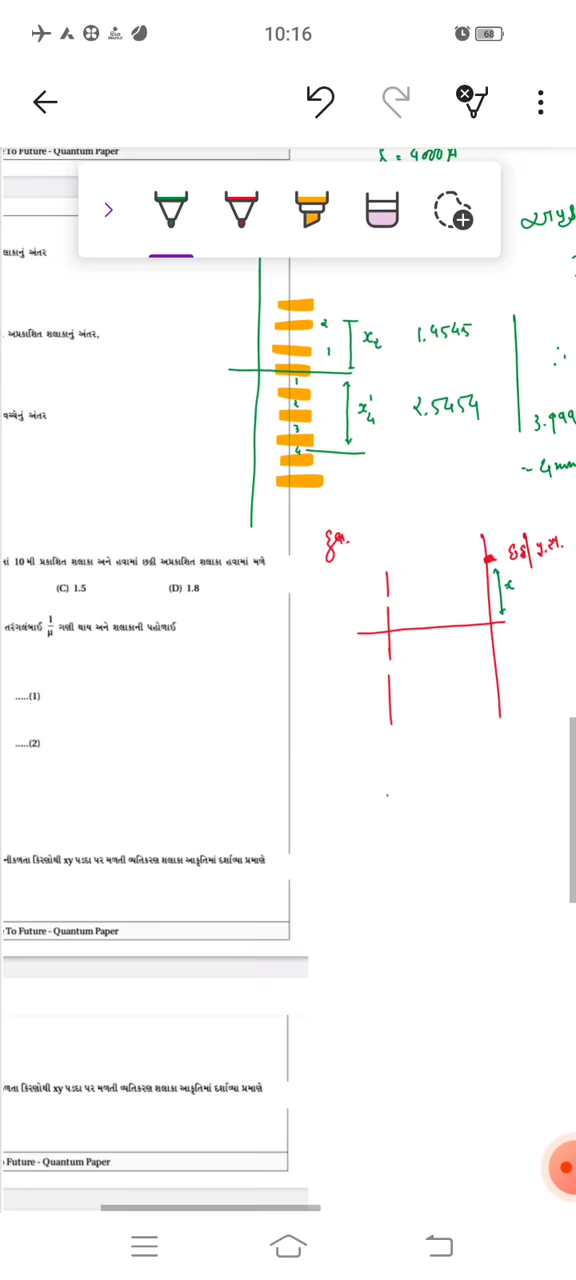 10:16
68
To Future - Quantum Paper
λ = 4000 A
લાકાનું અંતર
અપ્રકાશિત શલાકાનું અંતર,
2
1
x₂
1.4545
1
2
3
4
x'₄
2.5454
∴
3.999
~ 4mm
વચ્ચેનું અંતર
માં 10 મી પ્રકાશિત શલાકા અને હવામાં છઠ્ઠી અપ્રકાશિત શલાકા હવામાં મળે
(C) 1.5 (D) 1.8
x
તરંગલંબાઈ 1/μ ગણી થાય અને શલાકાની પહોળાઈ
.....(1)
.....(2)
નીકળતા કિરણોથી xy પડદા પર મળતી વ્યતિકરણ શલાકા આકૃતિમાં દર્શાવ્યા પ્રમાણે
To Future - Quantum Paper
ળતા કિરણોથી xy પડદા પર મળતી વ્યતિકરણ શલાકા આકૃતિમાં દર્શાવ્યા પ્રમાણે
Future - Quantum Paper